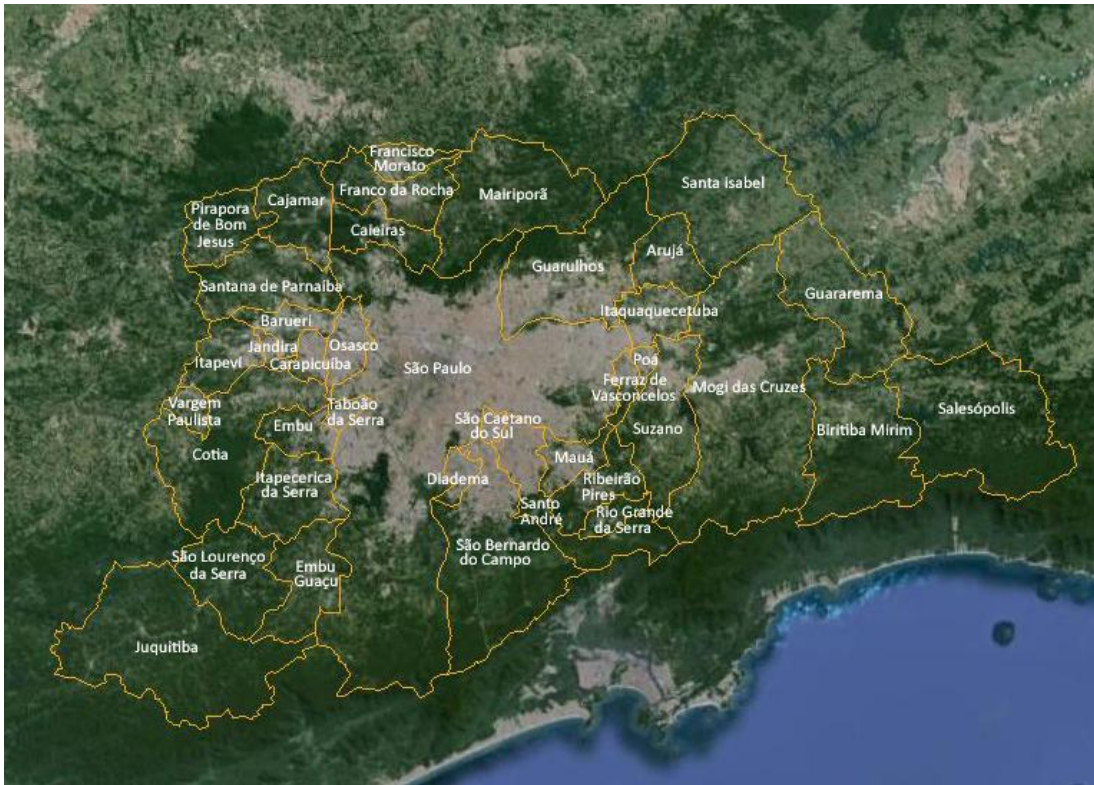 Francisco
Morato
Franco da Rocha
Mairiporã
Santa Isabel
Cajamar
Pirapora
de Bom
Jesus
Caieiras
Arujá
Guarulhos
Santana de Parnaíba
Guararema
Itaquaquecetuba
Barueri
Jandira
Osasco
Itapevi
Carapicuíba
São Paulo
Poá
Ferraz de
Vasconcelos
Mogi das Cruzes
Vargem
Paulista
Taboão
da Serra
Embu
São Caetano
do Sul
Suzano
Biritiba Mirim
Salesópolis
Cotia
Mauá
Itapecerica
da Serra
Diadema
Ribeirão
Pires
Santo
André
Rio Grande
da Serra
São Bernardo
do Campo
São Lourenço
da Serra
Embu
Guaçu
Juquitiba